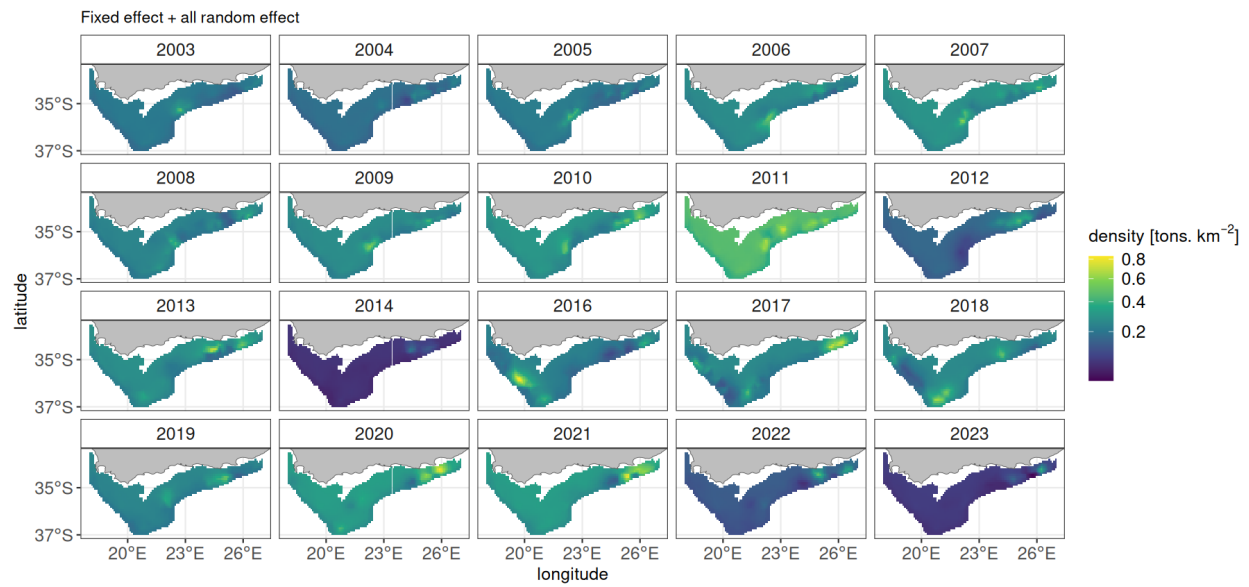 Fixed effect + all random effect
2003 2004 2005 2006 2007
35°S
37°S
2008 2009 2010 2011 2012
35°S
37°S
2013 2014 2016 2017 2018
35°S
37°S
2019 2020 2021 2022 2023
35°S
37°S
20°E 23°E 26°E 20°E 23°E 26°E 20°E 23°E 26°E 20°E 23°E 26°E 20°E 23°E 26°E
longitude
latitude
density [tons. km⁻²]
0.8
0.6
0.4
0.2